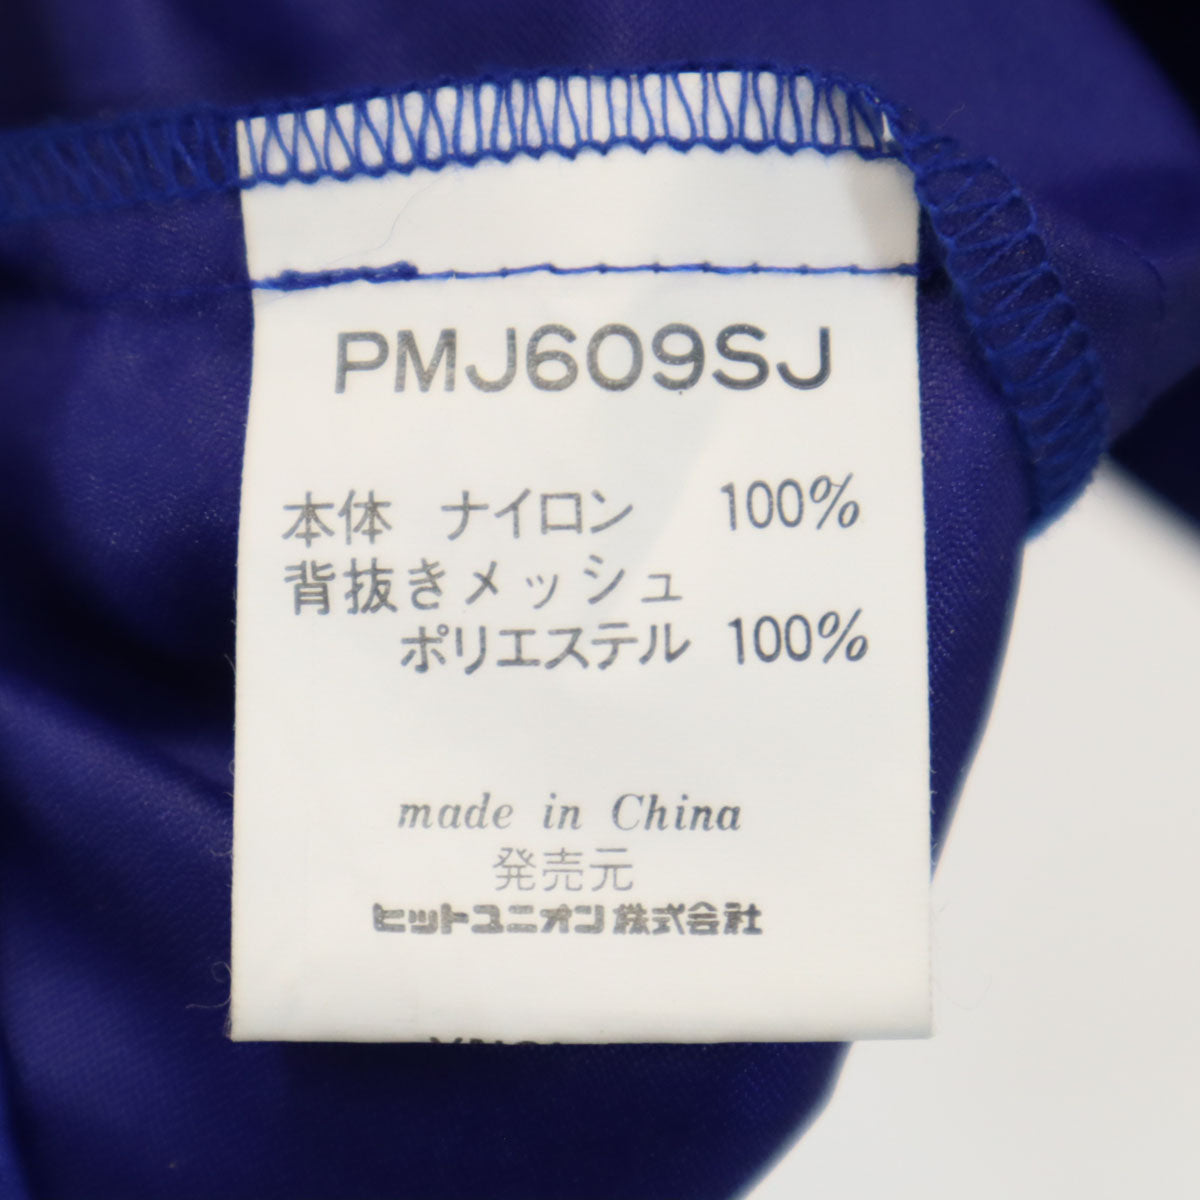 PMJ609SJ
本体 ナイロン 100%
背抜きメッシュ
ポリエステル 100%
made in China
発売元
ヒットユニオン株式会社